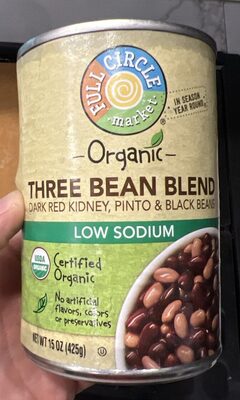 FULL CIRCLE
market
®
IN SEASON
YEAR ROUND
Organic
THREE BEAN BLEND
DARK RED KIDNEY, PINTO & BLACK BEANS
LOW SODIUM
USDA
ORGANIC
Certified
Organic
No artificial
flavors, colors
or preservatives
NET WT 15 OZ (425g)
U